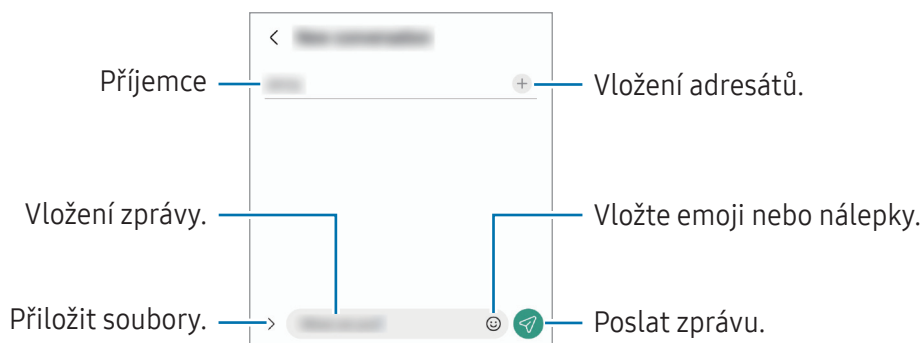 Příjemce
Vložení adresátů.
Vložení zprávy.
Vložte emoji nebo nálepky.
Přiložit soubory.
Poslat zprávu.